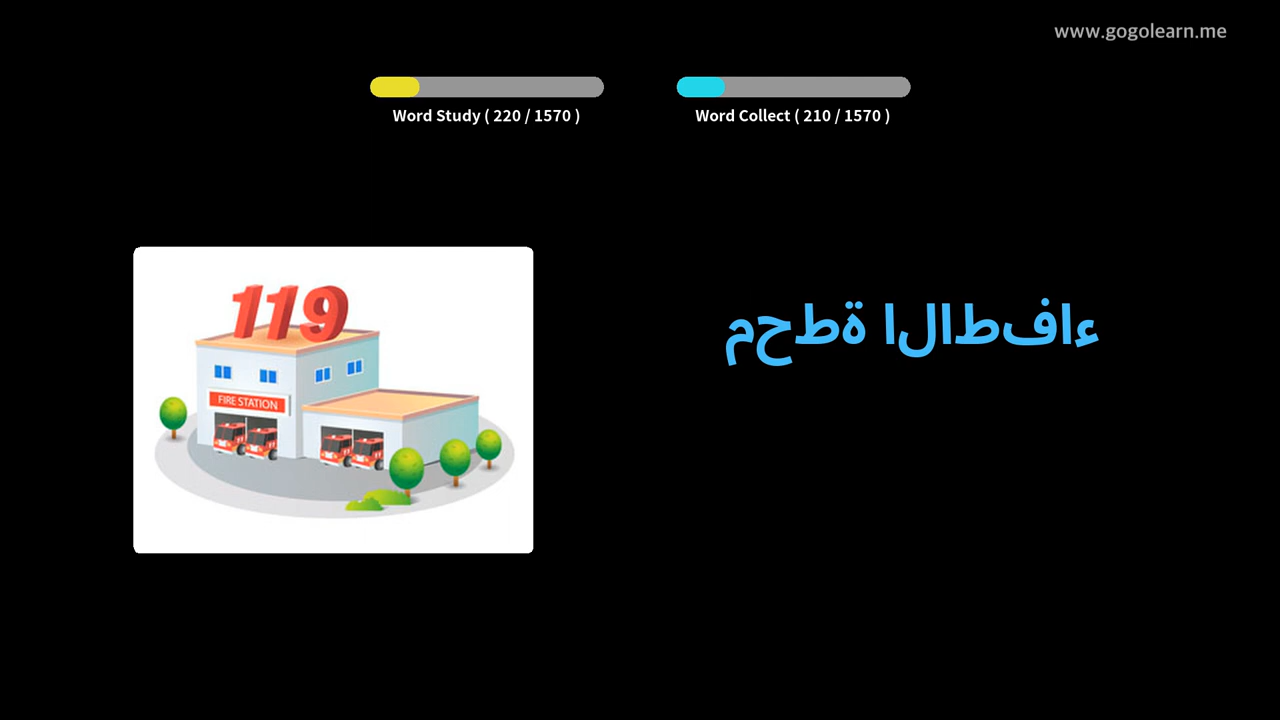 www.gogolearn.me
Word Study ( 220 / 1570 )
Word Collect ( 210 / 1570 )
119
FIRE STATION
محطة الاطفاء